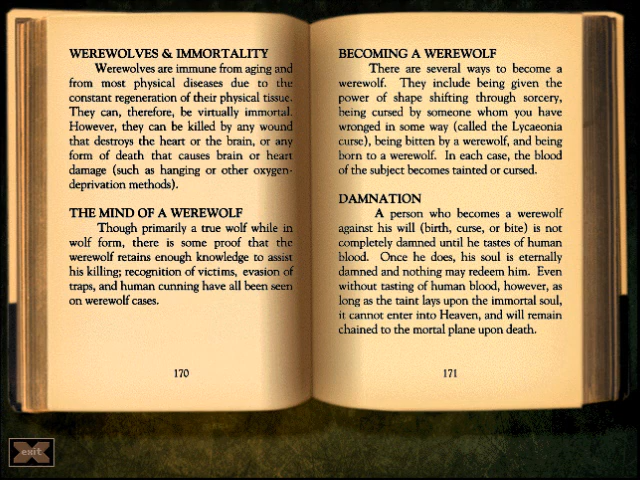 WEREWOLVES & IMMORTALITY
Werewolves are immune from aging and
from most physical diseases due to the
constant regeneration of their physical tissue.
They can, therefore, be virtually immortal.
However, they can be killed by any wound
that destroys the heart or the brain, or any
form of death that causes brain or heart
damage (such as hanging or other oxygen-
deprivation methods).
THE MIND OF A WEREWOLF
Though primarily a true wolf while in
wolf form, there is some proof that the
werewolf retains enough knowledge to assist
his killing; recognition of victims, evasion of
traps, and human cunning have all been seen
on werewolf cases.
170
BECOMING A WEREWOLF
There are several ways to become a
werewolf. They include being given the
power of shape shifting through sorcery,
being cursed by someone whom you have
wronged in some way (called the Lycaeonia
curse), being bitten by a werewolf, and being
born to a werewolf. In each case, the blood
of the subject becomes tainted or cursed.
DAMNATION
A person who becomes a werewolf
against his will (birth, curse, or bite) is not
completely damned until he tastes of human
blood. Once he does, his soul is eternally
damned and nothing may redeem him. Even
without tasting of human blood, however, as
long as the taint lays upon the immortal soul,
it cannot enter into Heaven, and will remain
chained to the mortal plane upon death.
171
exit